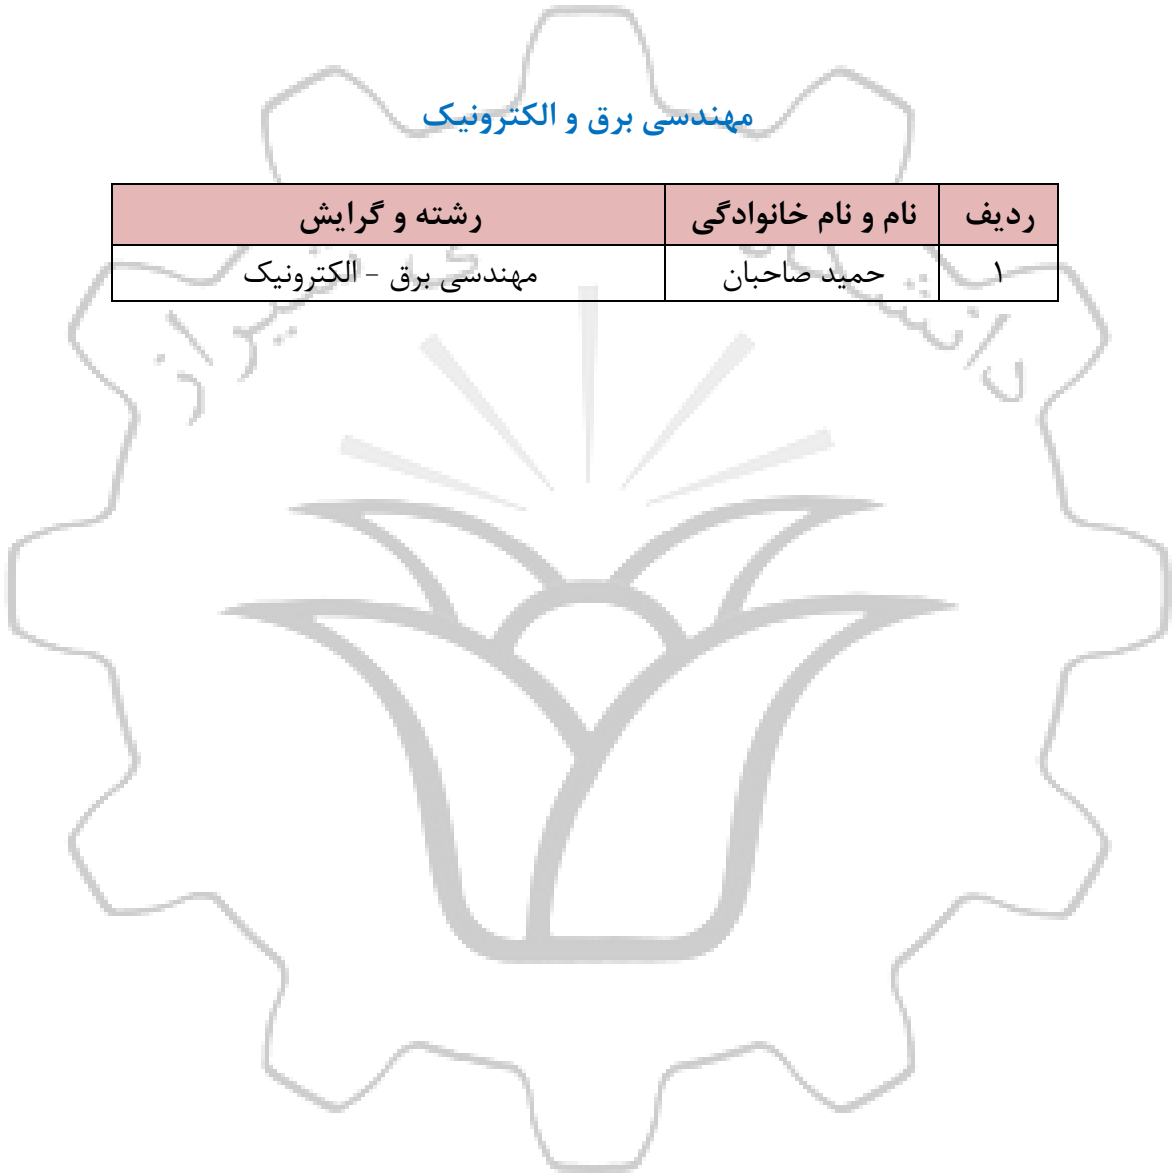 مهندسی برق و الکترونیک
ردیف نام و نام خانوادگی رشته و گرایش
۱ حمید صاحبان مهندسی برق - الکترونیک